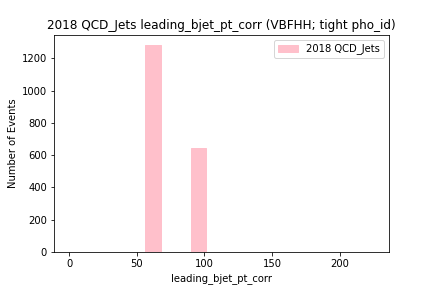 2018 QCD_Jets leading_bjet_pt_corr (VBFHH; tight pho_id)
2018 QCD_Jets
Number of Events
1200
1000
800
600
400
200
0
0 50 100 150 200
leading_bjet_pt_corr